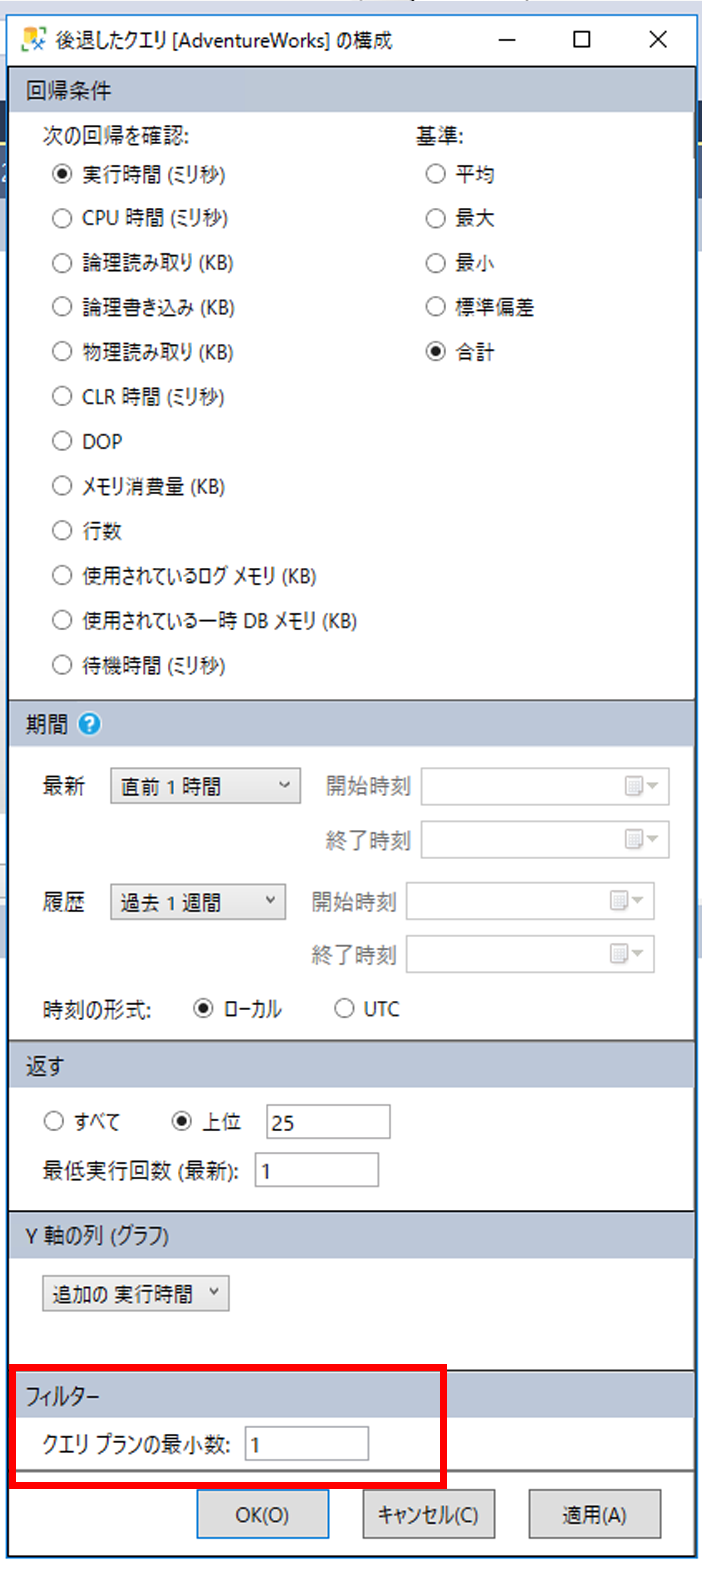 後退したクエリ [AdventureWorks] の構成
回帰条件
次の回帰を確認:
基準:
実行時間 (ミリ秒)
平均
CPU 時間 (ミリ秒)
最大
論理読み取り (KB)
最小
論理書き込み (KB)
標準偏差
物理読み取り (KB)
合計
CLR 時間 (ミリ秒)
DOP
メモリ消費量 (KB)
行数
使用されているログ メモリ (KB)
使用されている一時 DB メモリ (KB)
待機時間 (ミリ秒)
期間 ?
最新 直前 1 時間 開始時刻
終了時刻
履歴 過去 1 週間 開始時刻
終了時刻
時刻の形式: ローカル UTC
返す
すべて 上位 25
最低実行回数 (最新): 1
Y 軸の列 (グラフ)
追加の 実行時間
フィルター
クエリ プランの最小数: 1
OK(O) キャンセル(C) 適用(A)